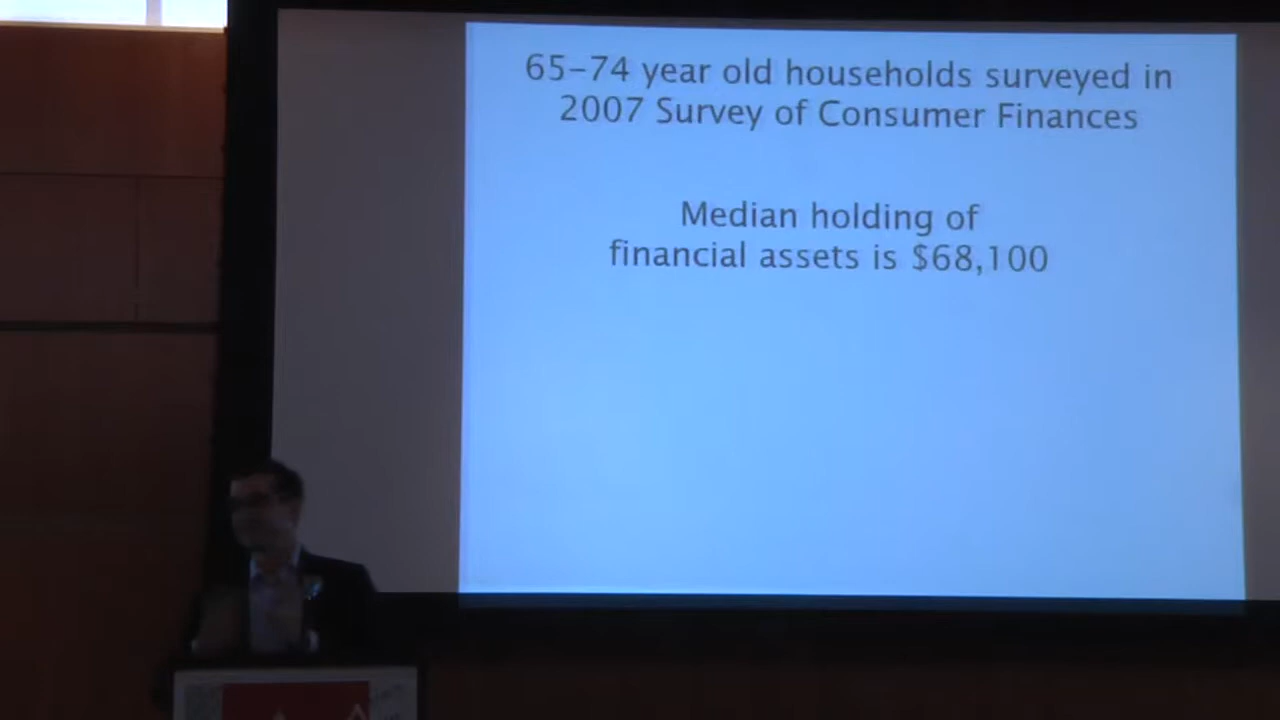 65–74 year old households surveyed in
2007 Survey of Consumer Finances
Median holding of
financial assets is $68,100